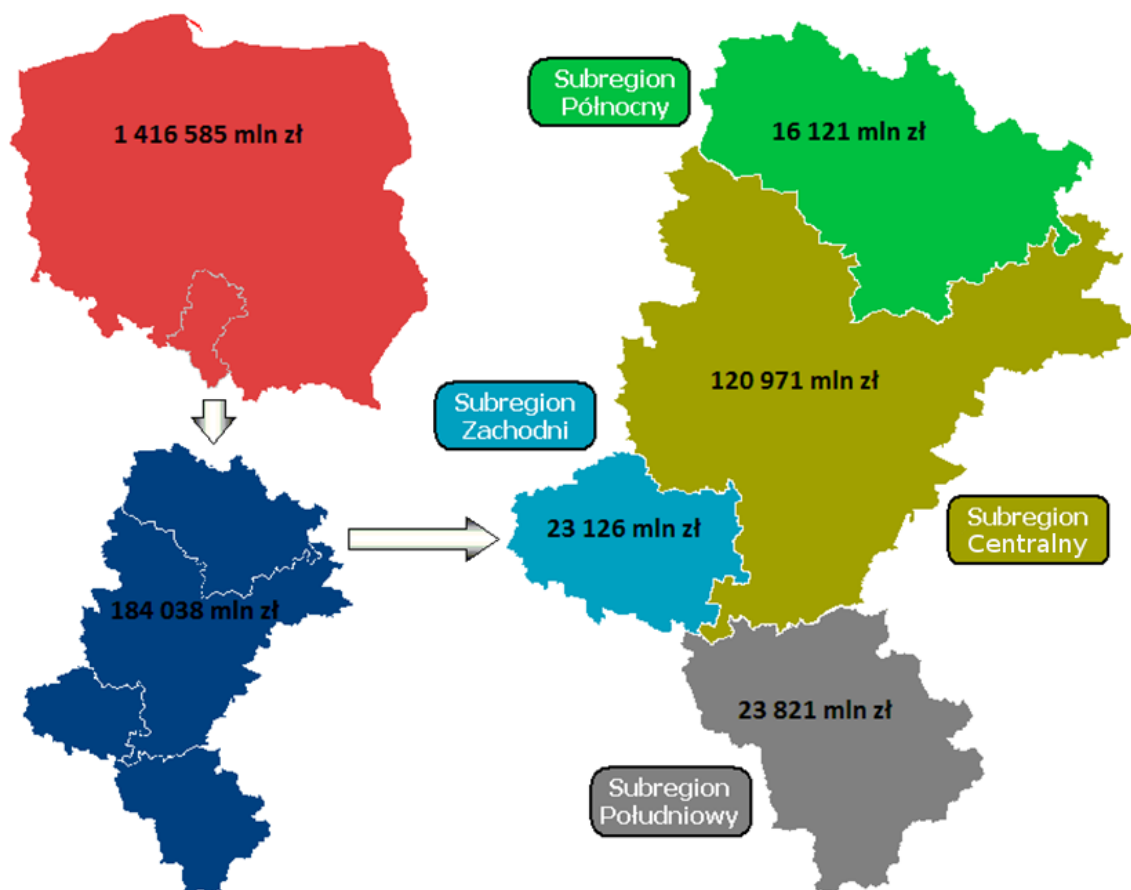 1 416 585 mln zł
184 038 mln zł
Subregion
Północny
16 121 mln zł
120 971 mln zł
Subregion
Zachodni
23 126 mln zł
Subregion
Centralny
23 821 mln zł
Subregion
Południowy